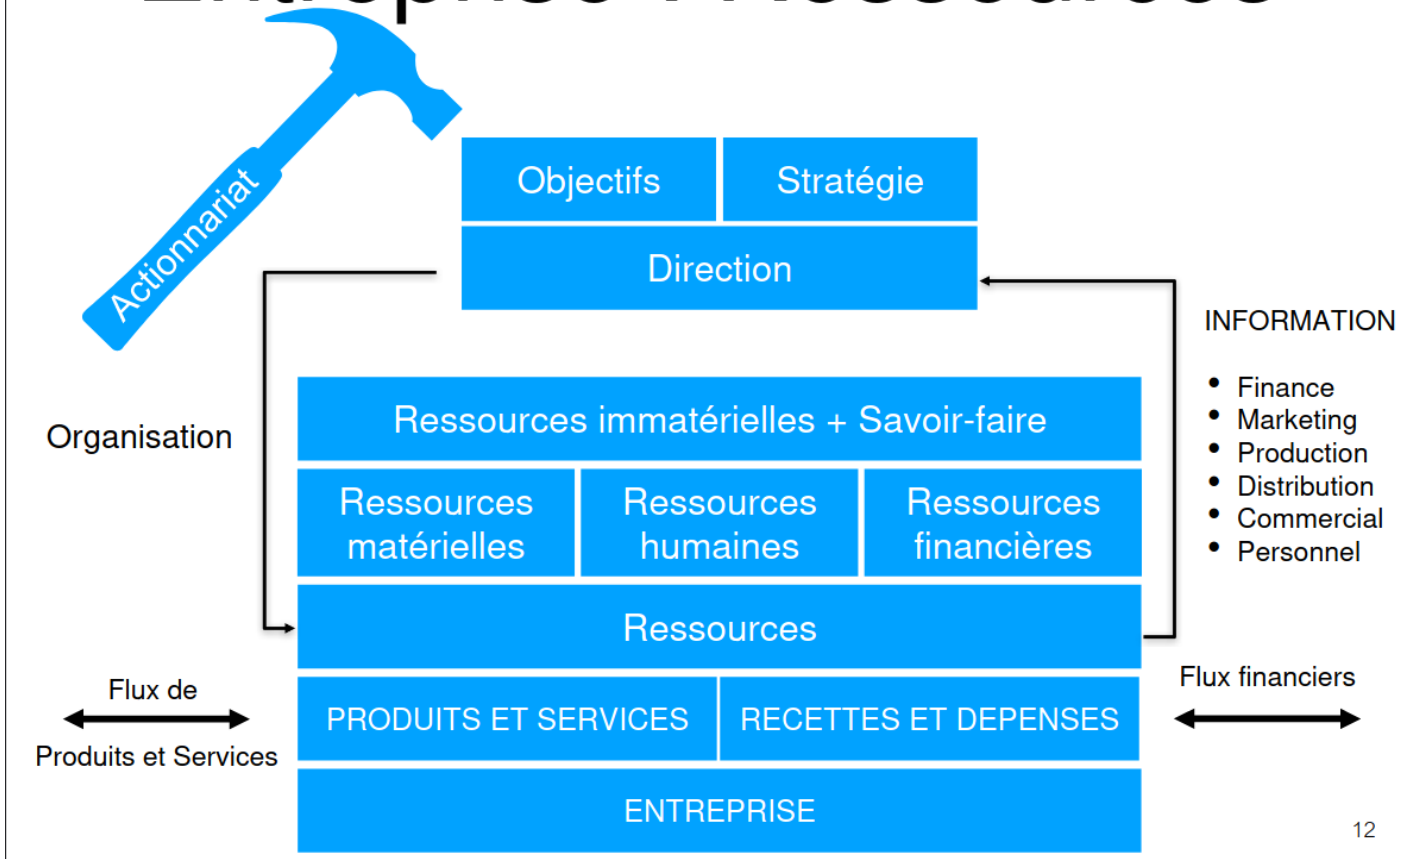 Entreprise : Ressources
Actionnariat
Objectifs
Stratégie
Direction
INFORMATION
• Finance
• Marketing
• Production
• Distribution
• Commercial
• Personnel
Organisation
Ressources immatérielles + Savoir-faire
Ressources
matérielles
Ressources
humaines
Ressources
financières
Ressources
Flux de
Produits et Services
PRODUITS ET SERVICES
RECETTES ET DEPENSES
Flux financiers
ENTREPRISE
12